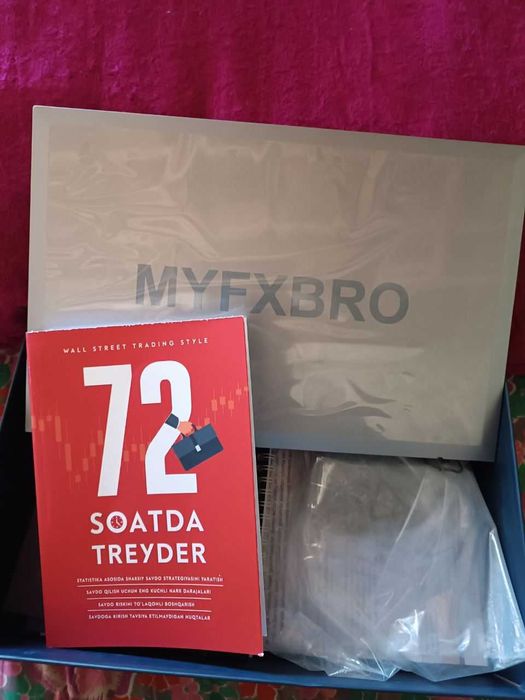 MYFXBRO
WALL STREET TRADING STYLE
72
SOATDA
TREYDER
STATISTIKA ASOSIDA SHAXSIY SAVDO STRATEGIYASINI YARATISH
SAVDO QILISH UCHUN ENG KUCHLI NARX DARAJALARI
SAVDO RISKINI TO'LAQONLI BOSHQARISH
SAVDOGA KIRISH TAVSIYA ETILMAYDIGAN NUQTALAR